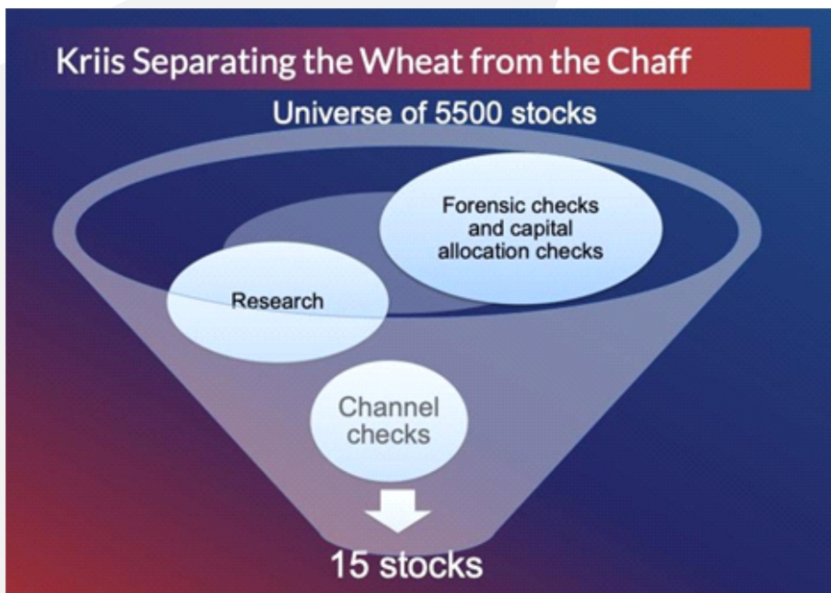 Kriis Separating the Wheat from the Chaff
Universe of 5500 stocks
Forensic checks
and capital
allocation checks
Research
Channel
checks
15 stocks